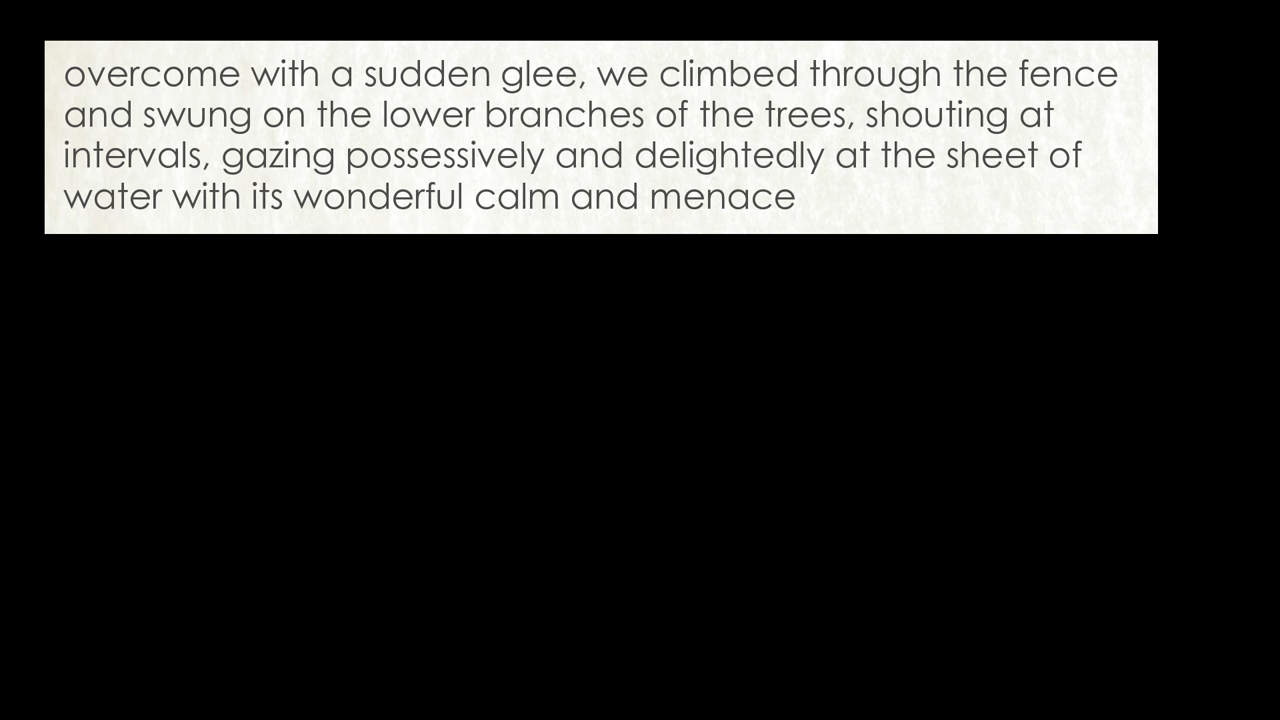 overcome with a sudden glee, we climbed through the fence
and swung on the lower branches of the trees, shouting at
intervals, gazing possessively and delightedly at the sheet of
water with its wonderful calm and menace